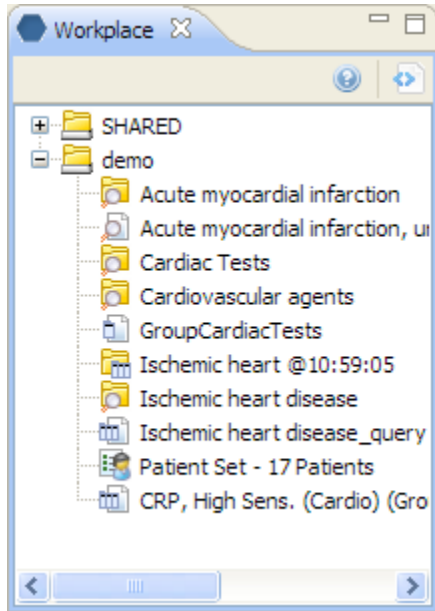 Workplace
SHARED
demo
Acute myocardial infarction
Acute myocardial infarction,
Cardiac Tests
Cardiovascular agents
GroupCardiacTests
Ischemic heart @10:59:05
Ischemic heart disease
Ischemic heart disease_query
Patient Set - 17 Patients
CRP, High Sens. (Cardio) (Gro